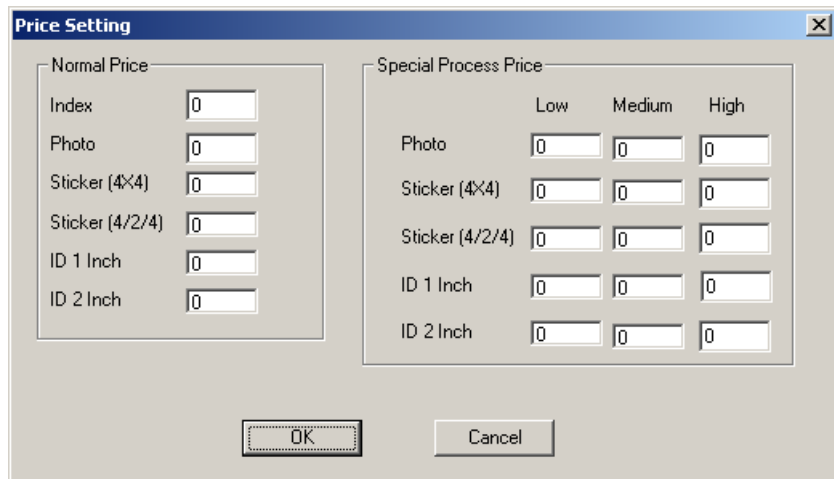 Price Setting
Normal Price
Index 0
Photo 0
Sticker (4X4) 0
Sticker (4/2/4) 0
ID 1 Inch 0
ID 2 Inch 0
Special Process Price
Low Medium High
Photo 0 0 0
Sticker (4X4) 0 0 0
Sticker (4/2/4) 0 0 0
ID 1 Inch 0 0 0
ID 2 Inch 0 0 0
OK Cancel